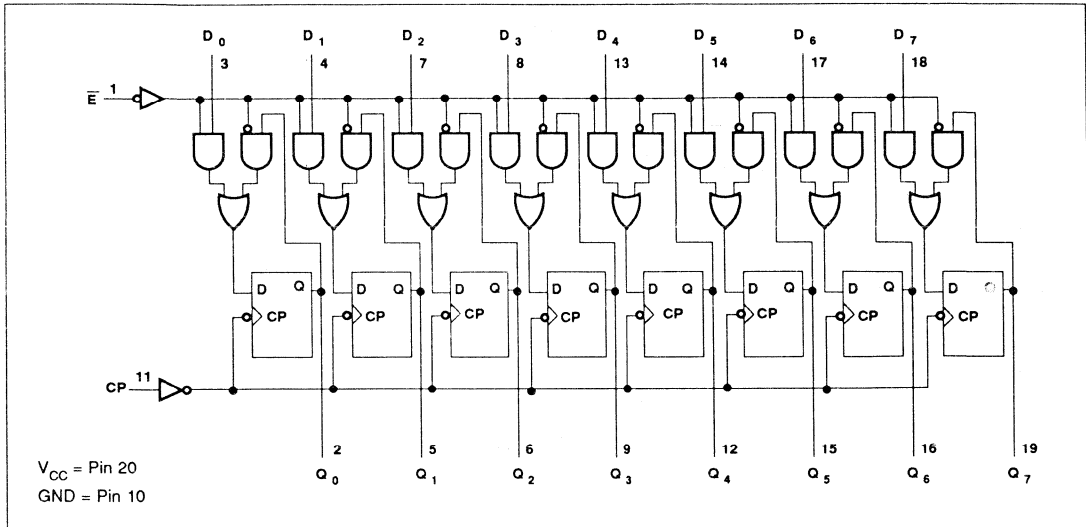 D0 D1 D2 D3 D4 D5 D6 D7
3 4 7 8 13 14 17 18
E̅ 1
D Q D Q D Q D Q D Q D Q D Q D
CP CP CP CP CP CP CP CP
CP 11
2 5 6 9 12 15 16 19
Q0 Q1 Q2 Q3 Q4 Q5 Q6 Q7
VCC = Pin 20
GND = Pin 10